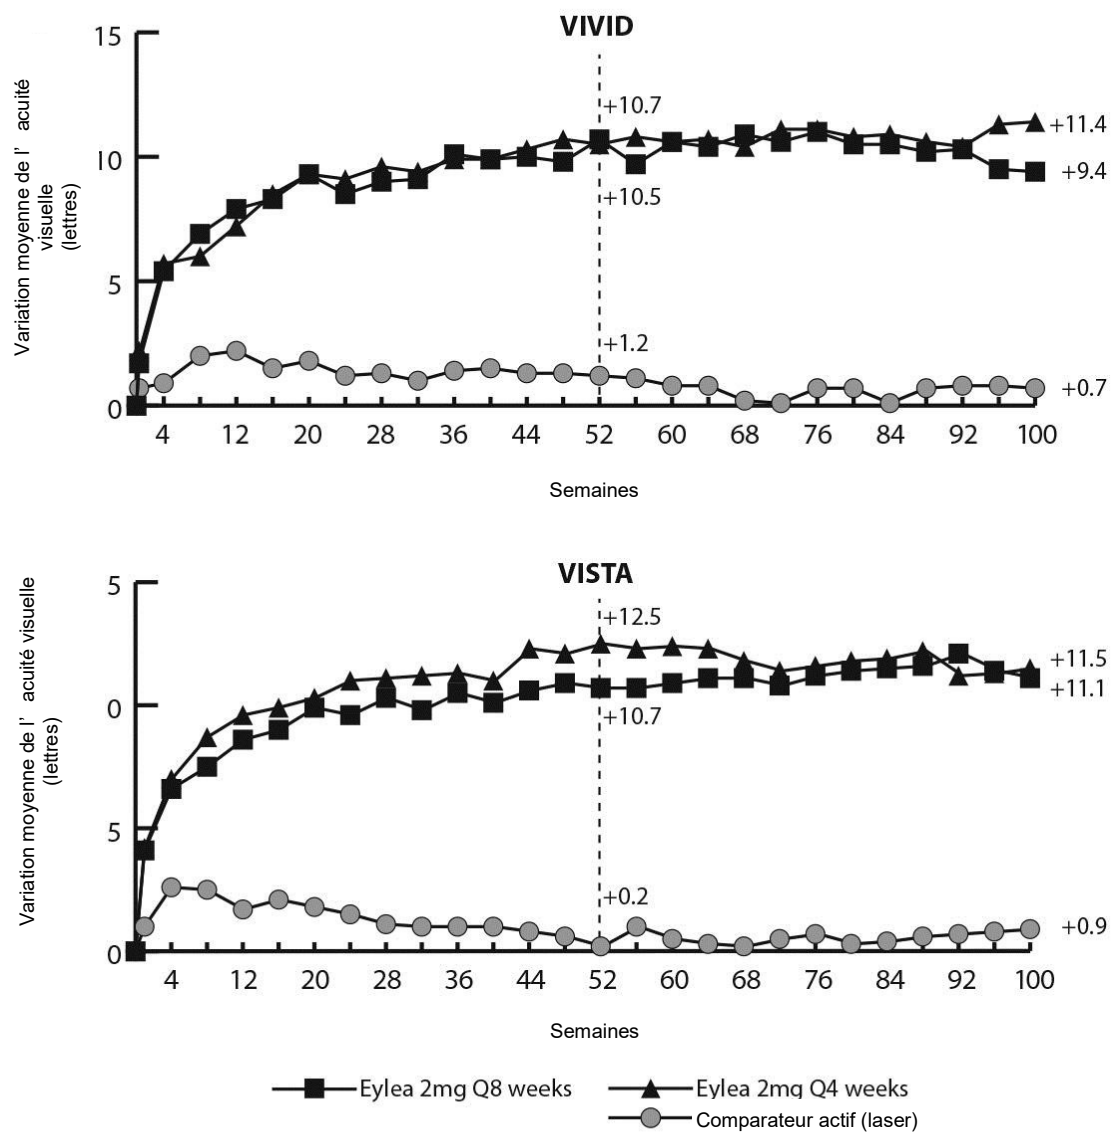 VIVID
15
10
5
0
Variation moyenne de l’ acuité
visuelle
(lettres)
+10.7
+10.5
+1.2
+11.4
+9.4
+0.7
4 12 20 28 36 44 52 60 68 76 84 92 100
Semaines
VISTA
5
0
5
0
Variation moyenne de l’ acuité visuelle
(lettres)
+12.5
+10.7
+0.2
+11.5
+11.1
+0.9
4 12 20 28 36 44 52 60 68 76 84 92 100
Semaines
Eylea 2mg Q8 weeks Eylea 2mg Q4 weeks
Comparateur actif (laser)